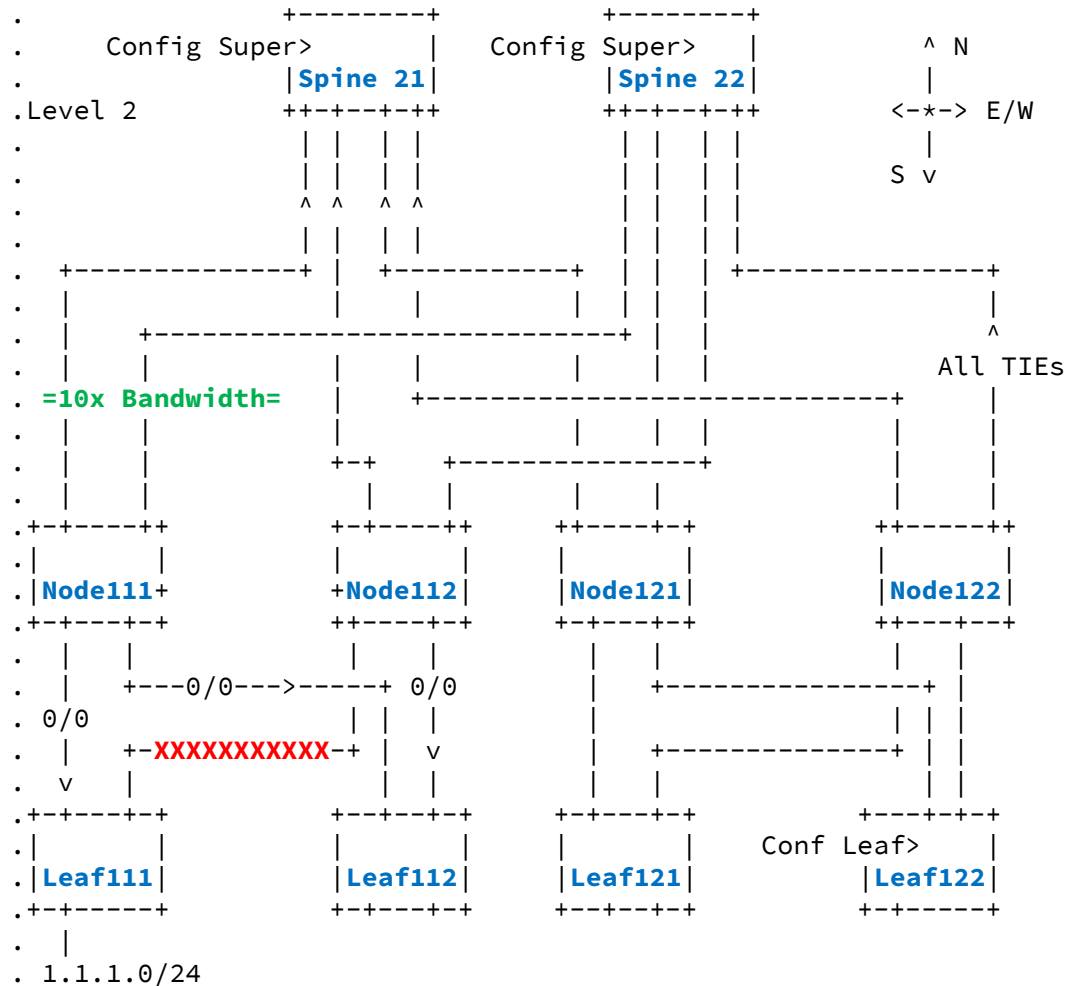 Config Super> Config Super> ^ N
Spine 21 Spine 22
Level 2 <-*-> E/W
S v
All TIEs
=10x Bandwidth=
Node111 Node112 Node121 Node122
0/0 0/0
0/0
XXXXXXXXXXX v
v
Conf Leaf>
Leaf111 Leaf112 Leaf121 Leaf122
1.1.1.0/24